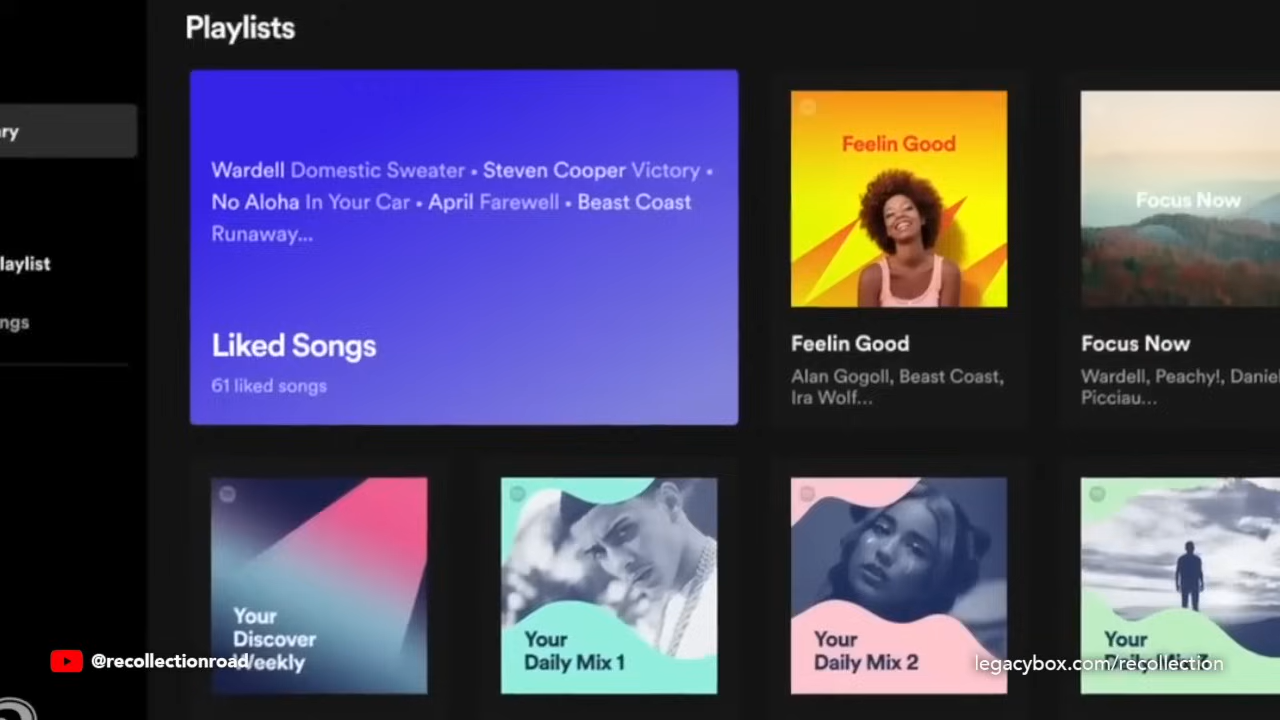 Playlists
ry
Wardell Domestic Sweater • Steven Cooper Victory •
No Aloha In Your Car • April Farewell • Beast Coast
Runaway...
Feelin Good
Focus Now
laylist
ngs
Liked Songs
61 liked songs
Feelin Good
Alan Gogoll, Beast Coast,
Ira Wolf...
Focus Now
Wardell, Peachy!, Daniel
Picciau...
Your
Discover
Weekly
Your
Daily Mix 1
Your
Daily Mix 2
Your
Daily Mix
@recollectionroad
legacybox.com/recollection